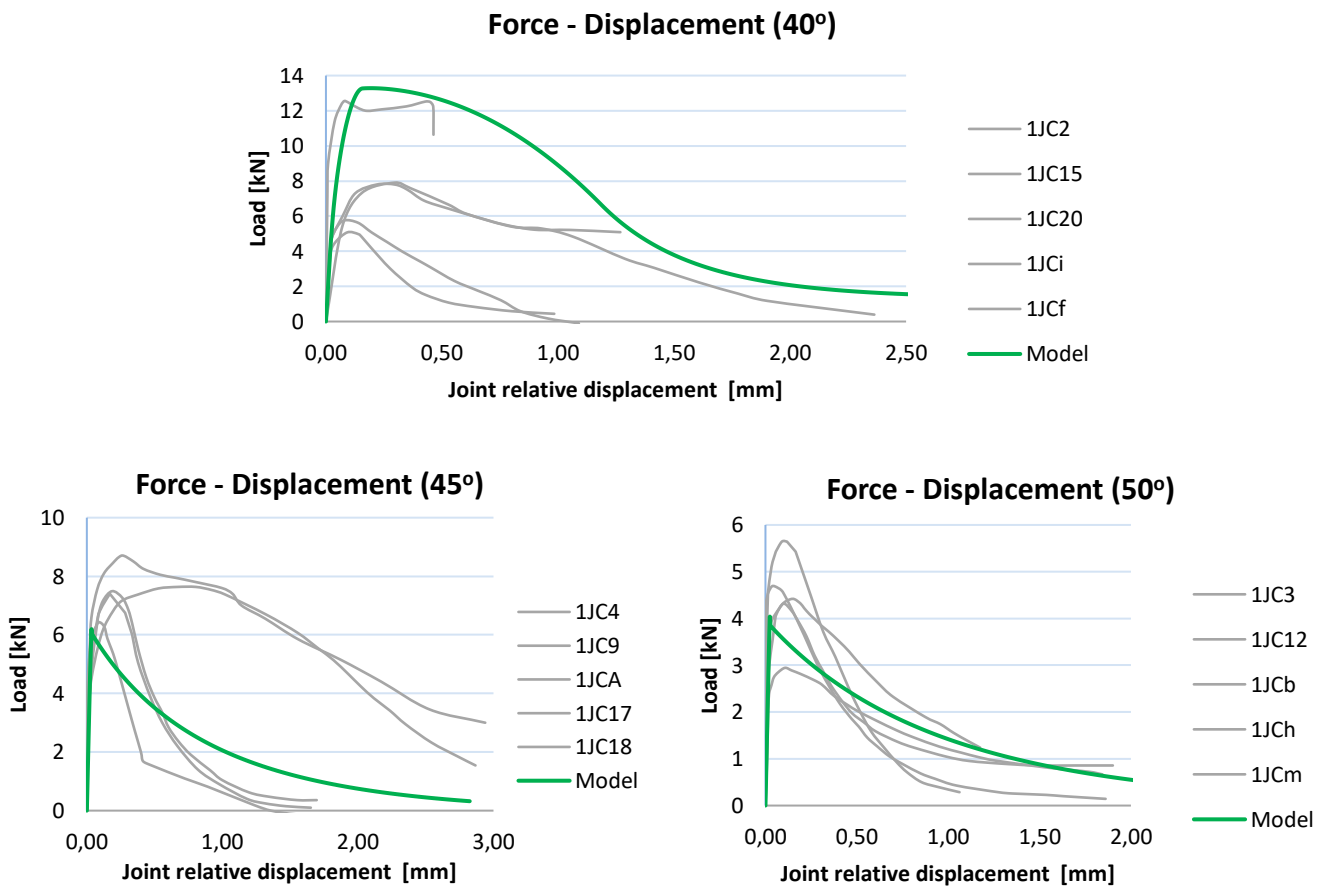 Force - Displacement (40º)
14
12
10
8
6
4
2
0
Load [kN]
0,00 0,50 1,00 1,50 2,00 2,50
Joint relative displacement [mm]
1JC2
1JC15
1JC20
1JCi
1JCf
Model
Force - Displacement (45º)
10
8
6
4
2
0
Load [kN]
0,00 1,00 2,00 3,00
Joint relative displacement [mm]
1JC4
1JC9
1JCA
1JC17
1JC18
Model
Force - Displacement (50º)
6
5
4
3
2
1
0
Load [kN]
0,00 0,50 1,00 1,50 2,00
Joint relative displacement [mm]
1JC3
1JC12
1JCb
1JCh
1JCm
Model